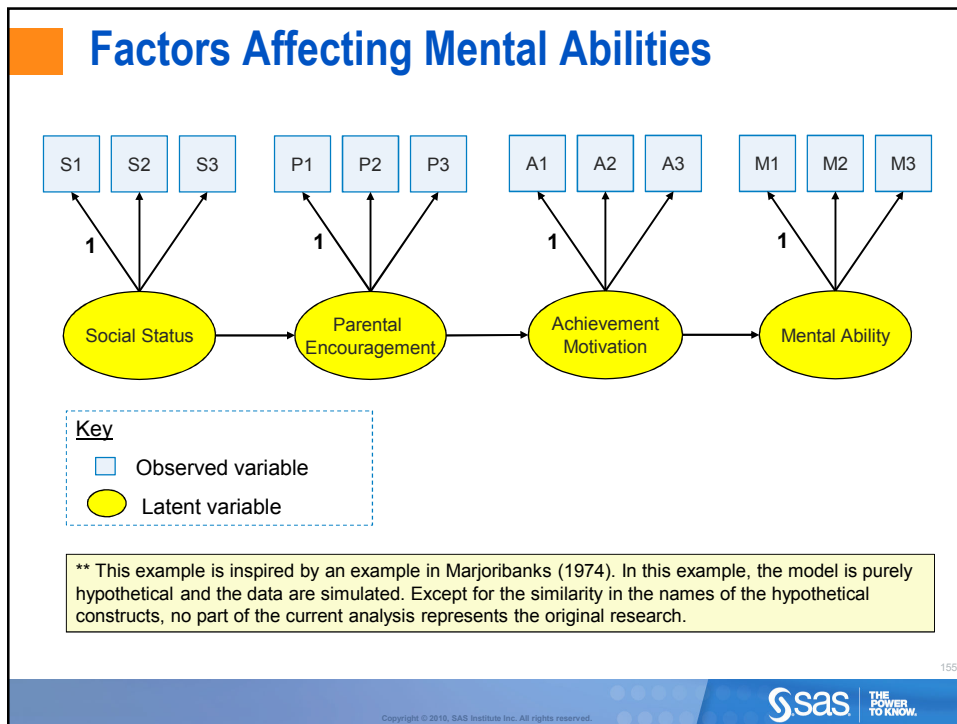 Factors Affecting Mental Abilities
S1 S2 S3 P1 P2 P3 A1 A2 A3 M1 M2 M3
1 1 1 1
Social Status
Parental
Encouragement
Achievement
Motivation
Mental Ability
Key
Observed variable
Latent variable
** This example is inspired by an example in Marjoribanks (1974). In this example, the model is purely
hypothetical and the data are simulated. Except for the similarity in the names of the hypothetical
constructs, no part of the current analysis represents the original research.
155
Copyright © 2010, SAS Institute Inc. All rights reserved.
sas THE
POWER
TO KNOW.